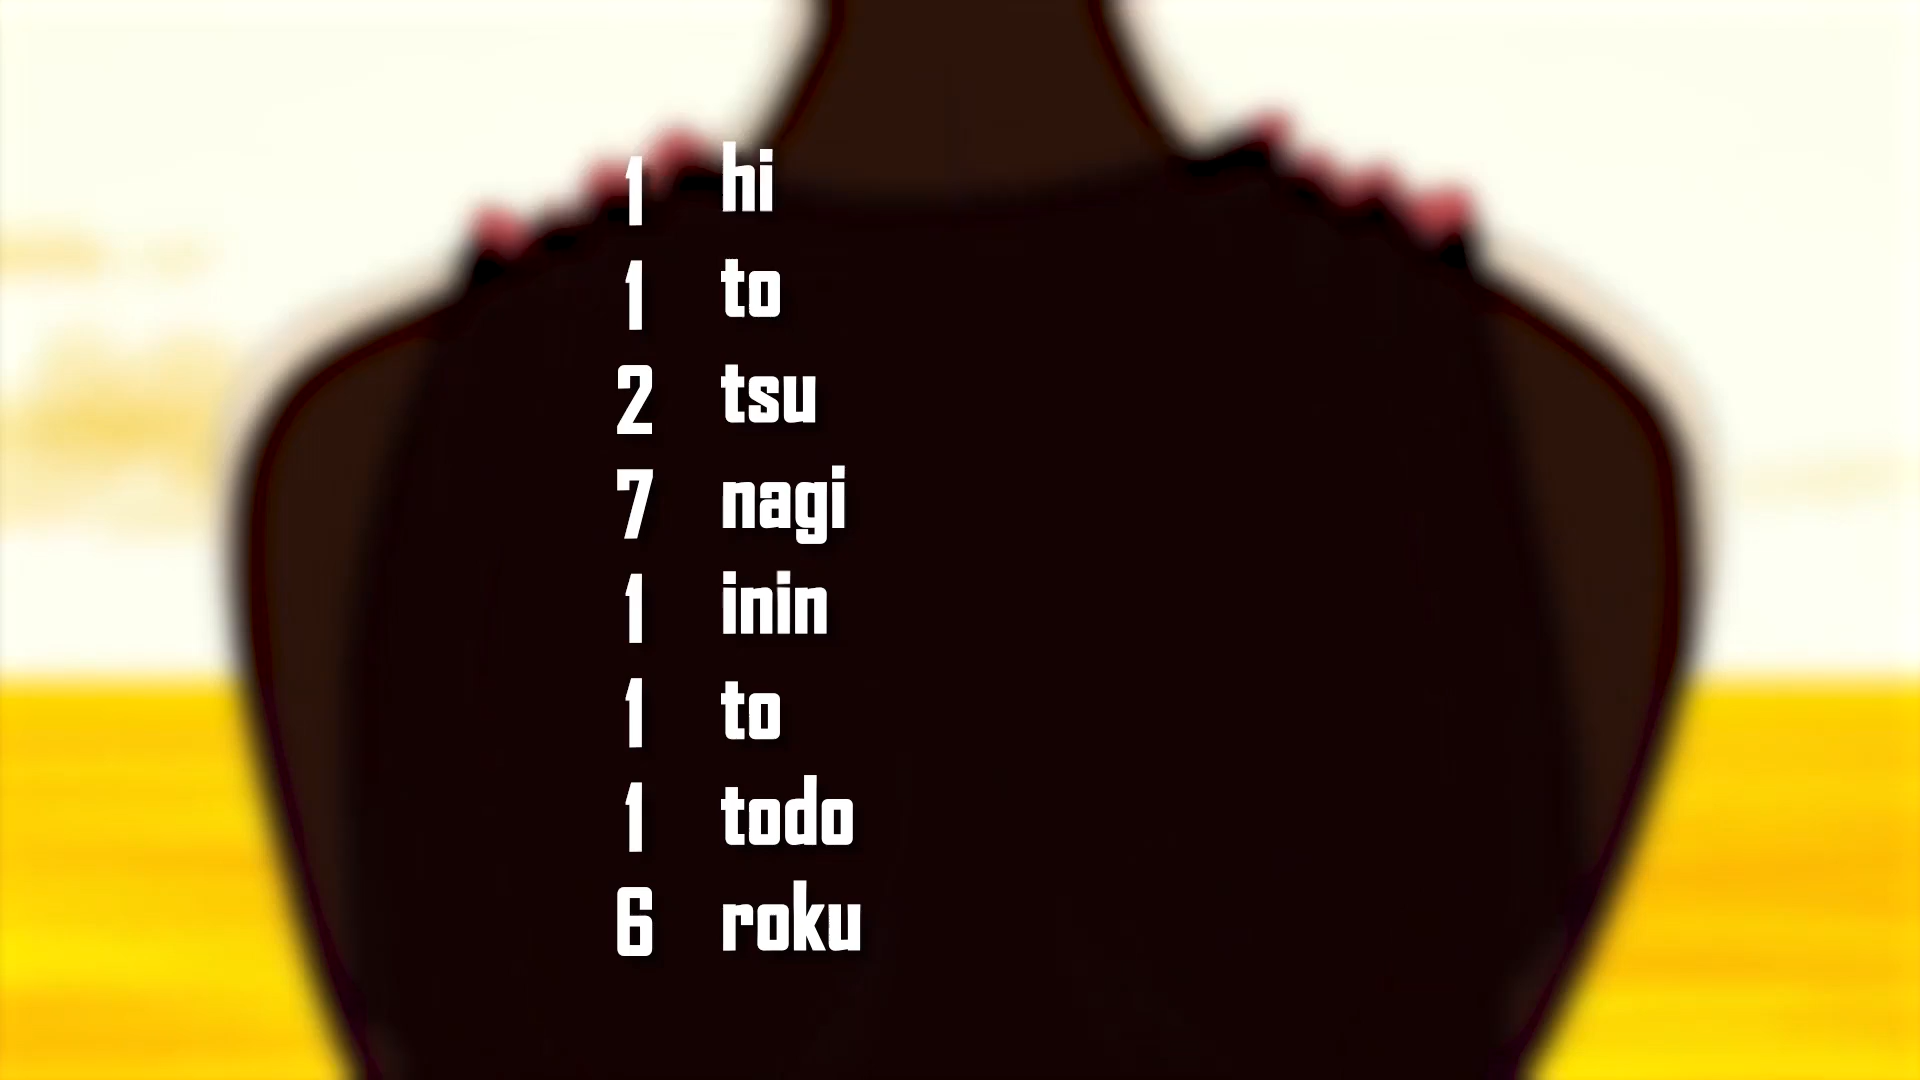 1 hi
1 to
2 tsu
7 nagi
1 inin
1 to
1 todo
6 roku